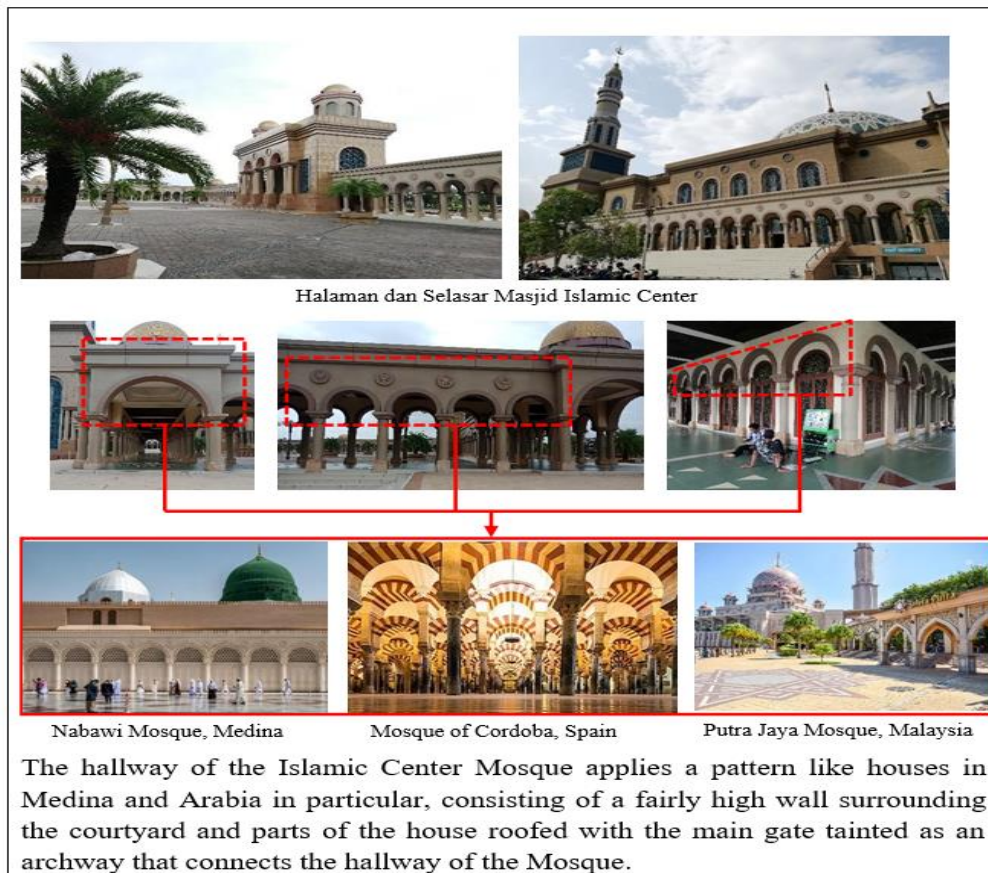 Halaman dan Selasar Masjid Islamic Center
Nabawi Mosque, Medina
Mosque of Cordoba, Spain
Putra Jaya Mosque, Malaysia
The hallway of the Islamic Center Mosque applies a pattern like houses in
Medina and Arabia in particular, consisting of a fairly high wall surrounding
the courtyard and parts of the house roofed with the main gate tainted as an
archway that connects the hallway of the Mosque.